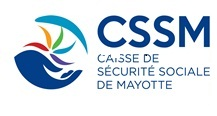 CSSM
CAISSE DE
SÉCURITÉ SOCIALE
DE MAYOTTE